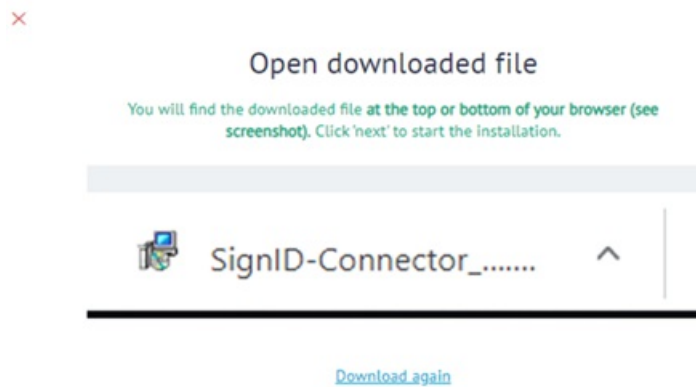 Open downloaded file
You will find the downloaded file at the top or bottom of your browser (see
screenshot). Click 'next' to start the installation.
SignID-Connector_.......
Download again